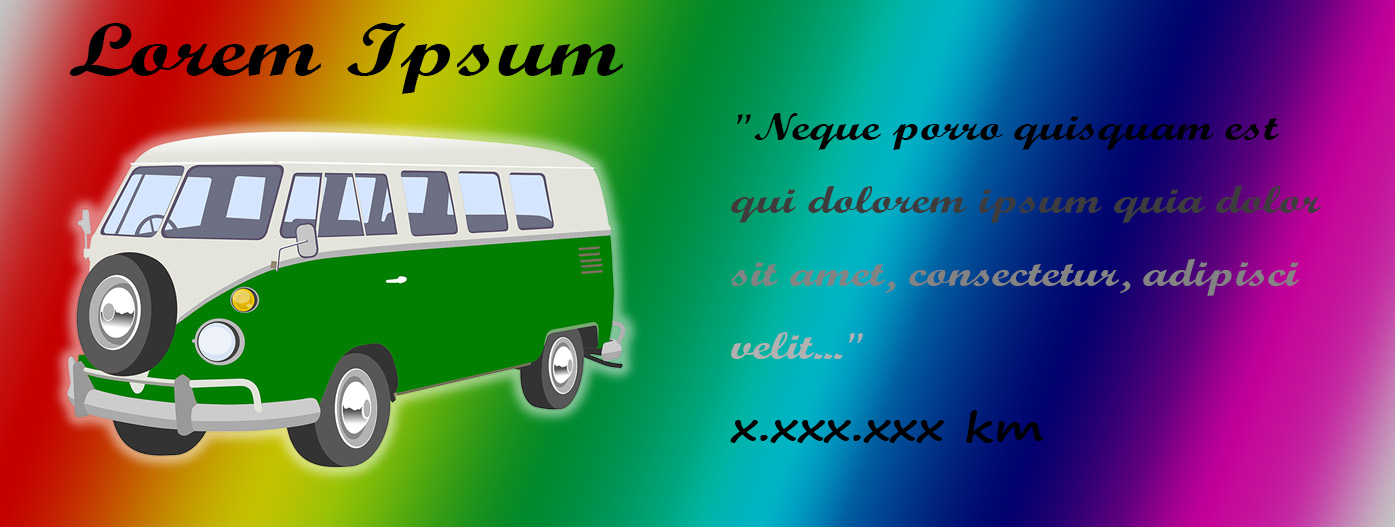 Lorem Ipsum
"Neque porro quisquam est
qui dolorem ipsum quia dolor
sit amet, consectetur, adipisci
velit..."
x.xxx.xxx km